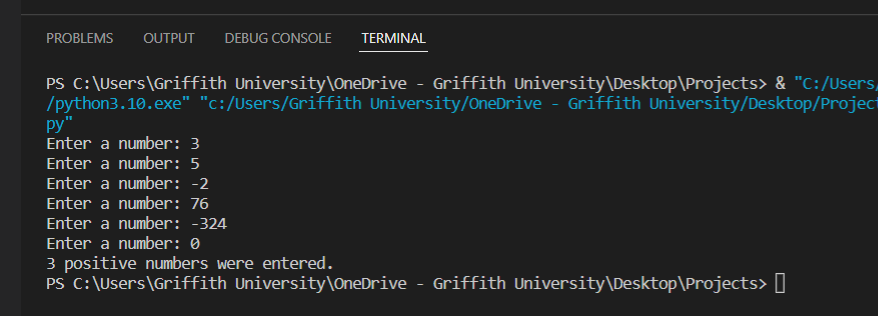 PROBLEMS OUTPUT DEBUG CONSOLE TERMINAL
PS C:\Users\Griffith University\OneDrive - Griffith University\Desktop\Projects> & "C:/Users/
/python3.10.exe" "c:/Users/Griffith University/OneDrive - Griffith University/Desktop/Project
py"
Enter a number: 3
Enter a number: 5
Enter a number: -2
Enter a number: 76
Enter a number: -324
Enter a number: 0
3 positive numbers were entered.
PS C:\Users\Griffith University\OneDrive - Griffith University\Desktop\Projects>